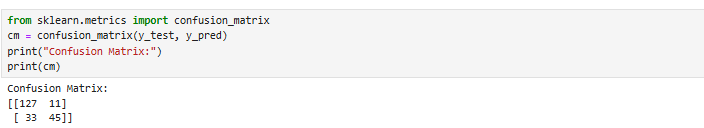 from sklearn.metrics import confusion_matrix
cm = confusion_matrix(y_test, y_pred)
print("Confusion Matrix:")
print(cm)
Confusion Matrix:
[[127  11]
 [ 33  45]]